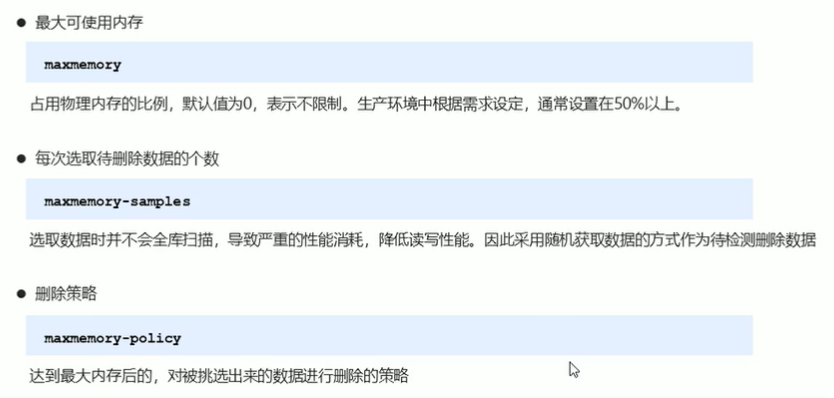 ● 最大可使用内存
maxmemory
占用物理内存的比例，默认值为0，表示不限制。生产环境中根据需求设定，通常设置在50%以上。
● 每次选取待删除数据的个数
maxmemory-samples
选取数据时并不会全库扫描，导致严重的性能消耗，降低读写性能。因此采用随机获取数据的方式作为待检测删除数据
● 删除策略
maxmemory-policy
达到最大内存后的，对被挑选出来的数据进行删除的策略